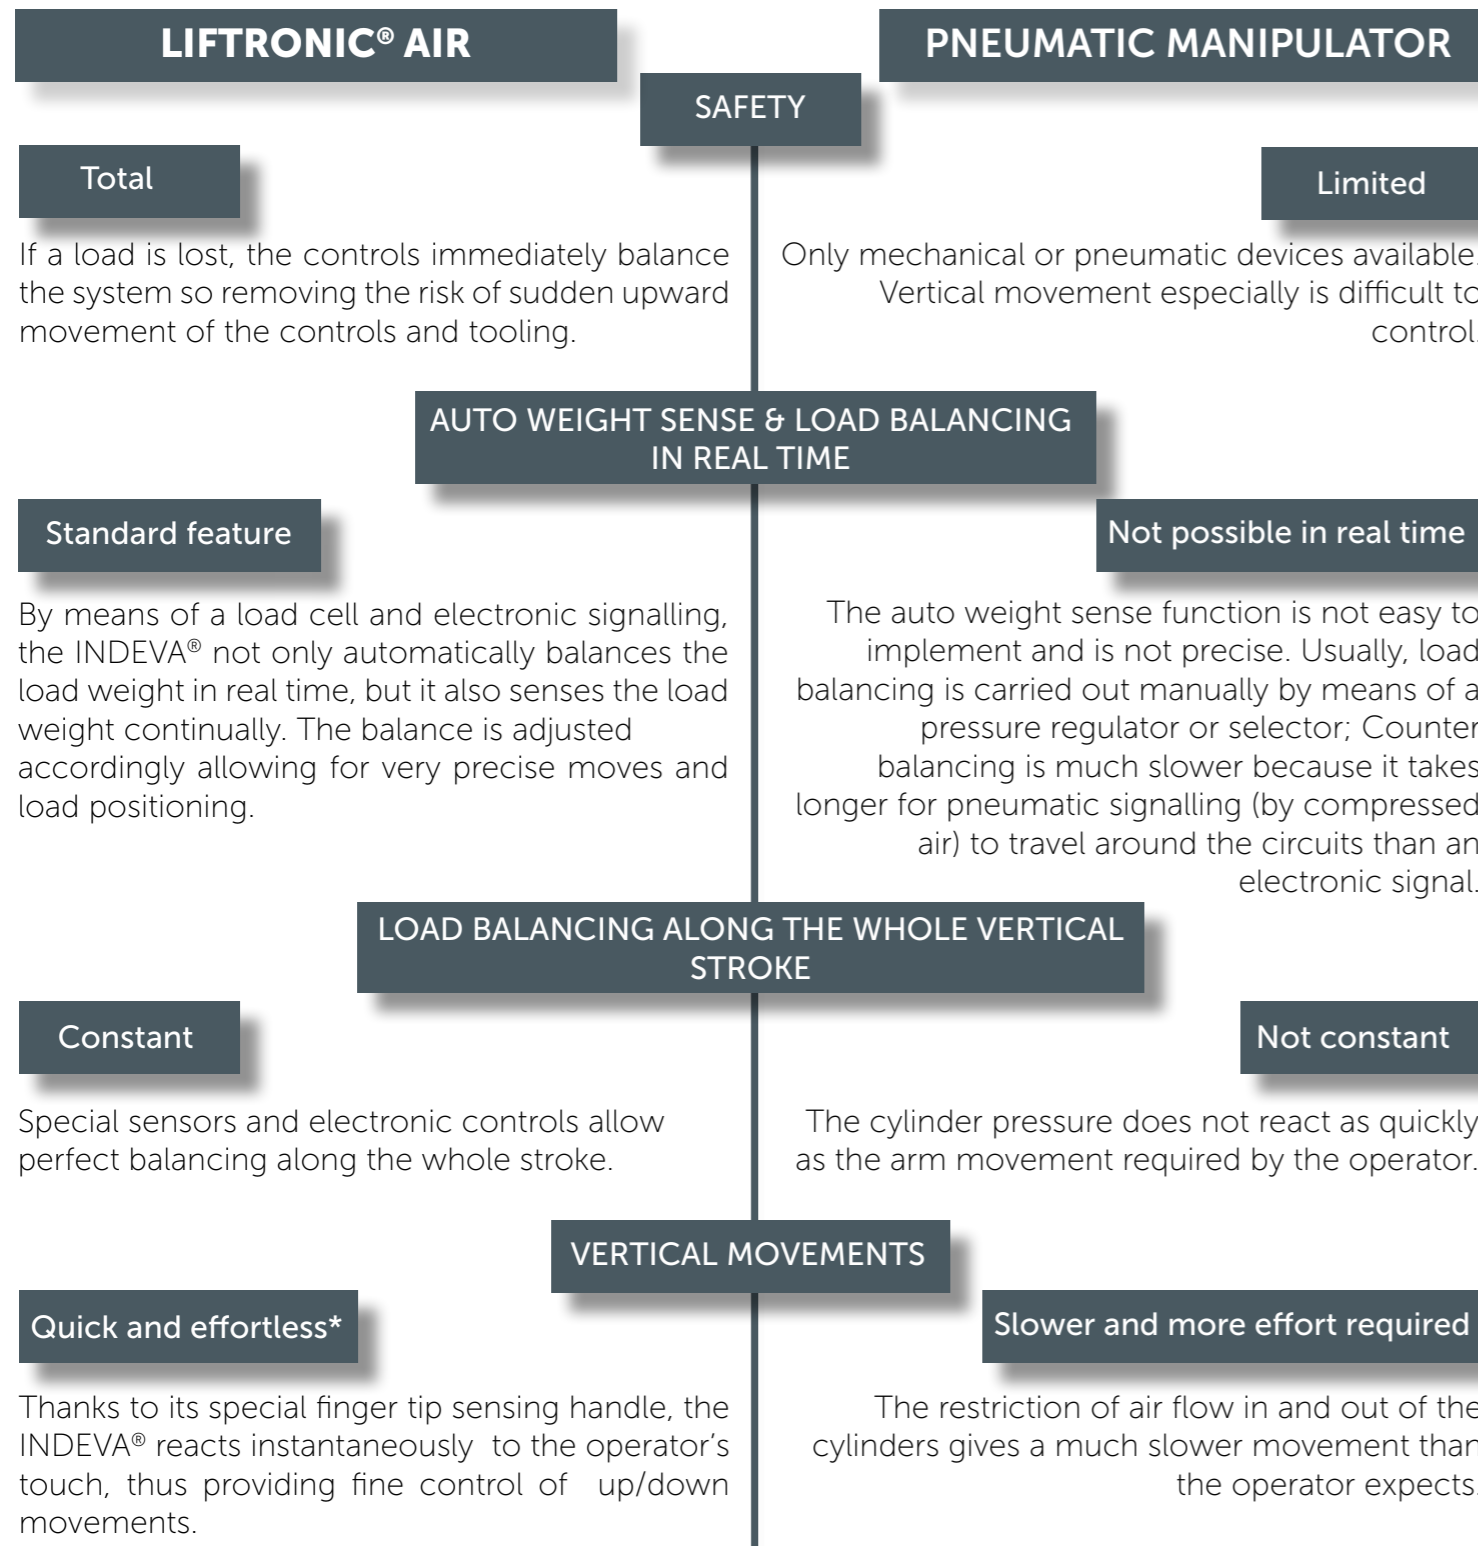 LIFTRONIC® AIR
PNEUMATIC MANIPULATOR
SAFETY
Total
If a load is lost, the controls immediately balance
the system so removing the risk of sudden upward
movement of the controls and tooling.
Limited
Only mechanical or pneumatic devices available.
Vertical movement especially is difficult to
control.
AUTO WEIGHT SENSE & LOAD BALANCING
IN REAL TIME
Standard feature
By means of a load cell and electronic signalling,
the INDEVA® not only automatically balances the
load weight in real time, but it also senses the load
weight continually. The balance is adjusted
accordingly allowing for very precise moves and
load positioning.
Not possible in real time
The auto weight sense function is not easy to
implement and is not precise. Usually, load
balancing is carried out manually by means of a
pressure regulator or selector; Counter
balancing is much slower because it takes
longer for pneumatic signalling (by compressed
air) to travel around the circuits than an
electronic signal.
LOAD BALANCING ALONG THE WHOLE VERTICAL
STROKE
Constant
Special sensors and electronic controls allow
perfect balancing along the whole stroke.
Not constant
The cylinder pressure does not react as quickly
as the arm movement required by the operator.
VERTICAL MOVEMENTS
Quick and effortless*
Thanks to its special finger tip sensing handle, the
INDEVA® reacts instantaneously to the operator's
touch, thus providing fine control of up/down
movements.
Slower and more effort required
The restriction of air flow in and out of the
cylinders gives a much slower movement than
the operator expects.